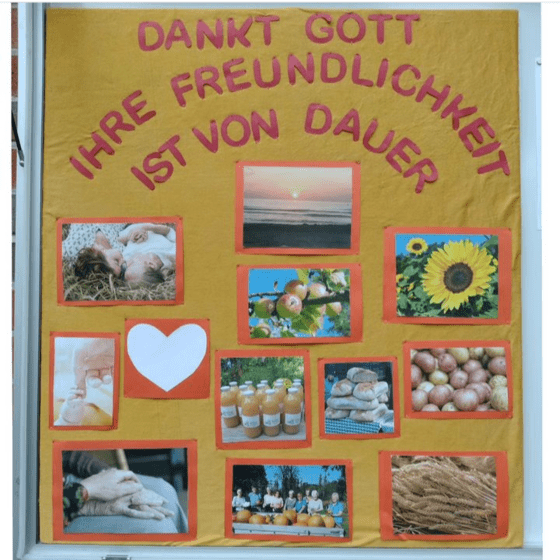 DANKT GOTT
IHRE FREUNDLICHKEIT
IST VON DAUER